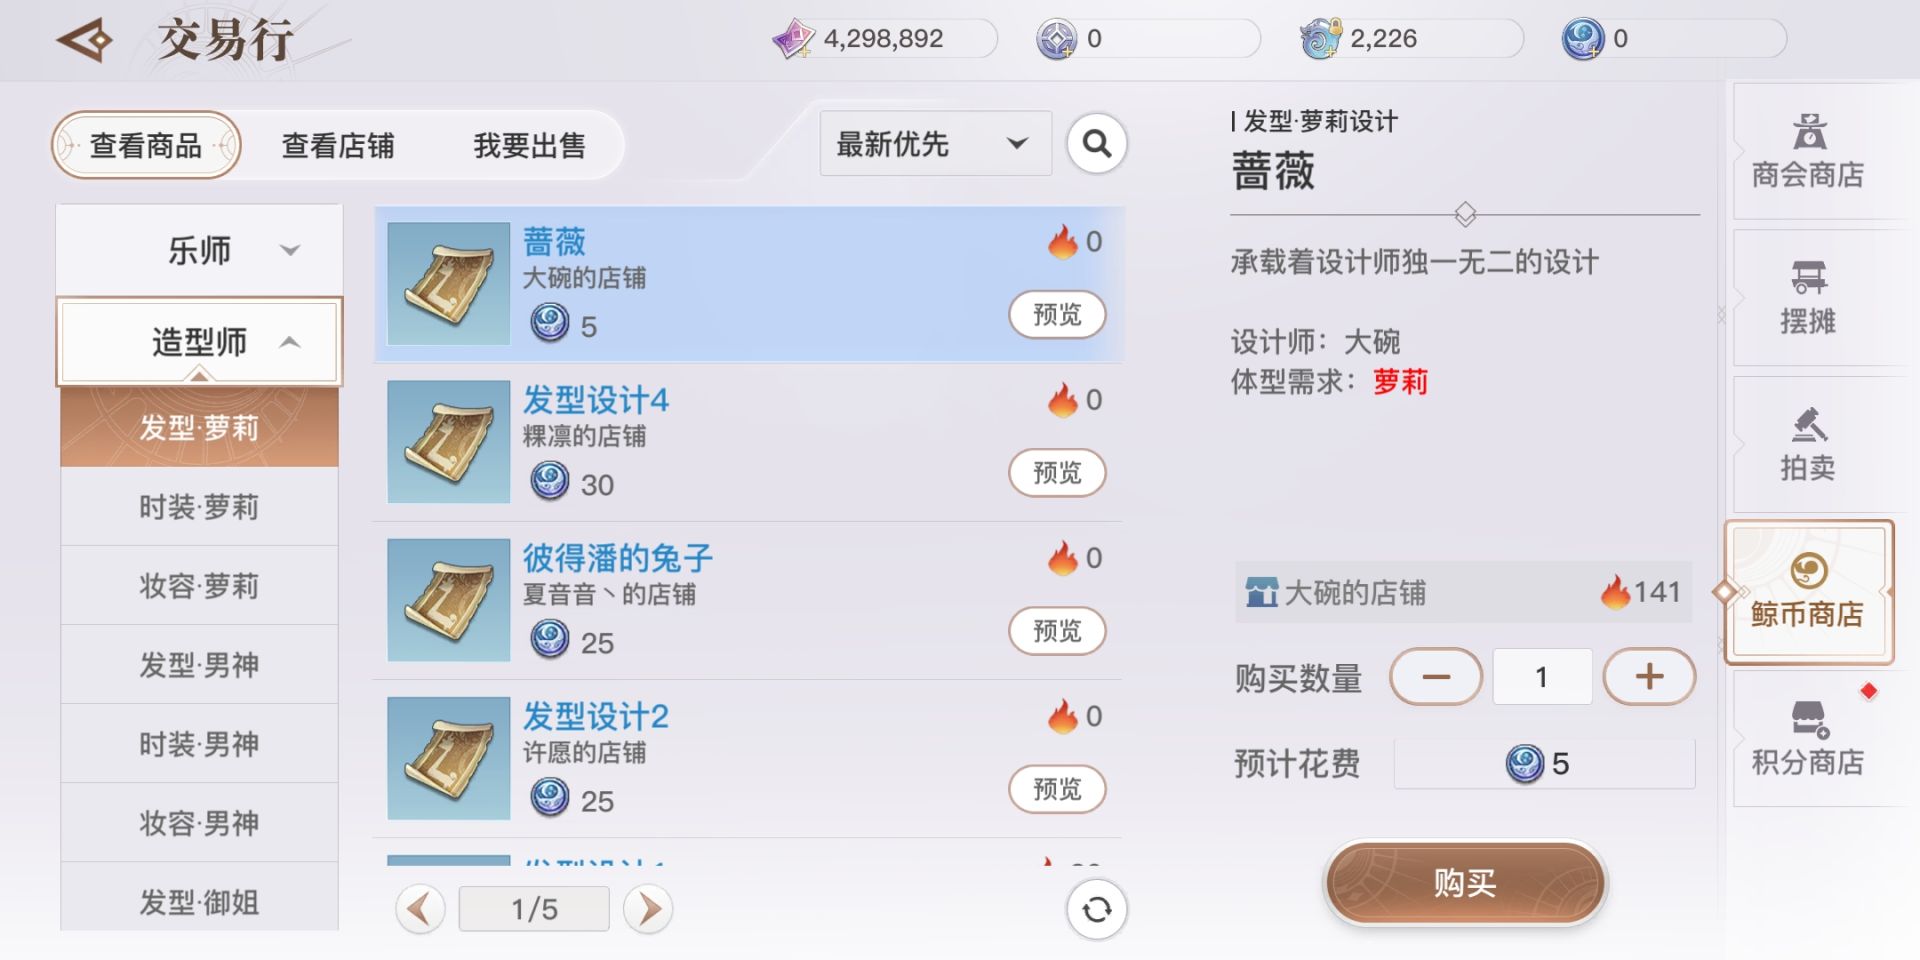 交易行
4,298,892
0
2,226
0
查看商品
查看店铺
我要出售
最新优先
乐师
造型师
发型·萝莉
时装·萝莉
妆容·萝莉
发型·男神
时装·男神
妆容·男神
发型·御姐
蔷薇
大碗的店铺
5
0
预览
发型设计4
粿凛的店铺
30
0
预览
彼得潘的兔子
夏音音丶的店铺
25
0
预览
发型设计2
许愿的店铺
25
0
预览
1/5
发型·萝莉设计
蔷薇
承载着设计师独一无二的设计
设计师：大碗
体型需求：萝莉
大碗的店铺
141
购买数量
1
预计花费
5
购买
商会商店
摆摊
拍卖
鲸币商店
积分商店